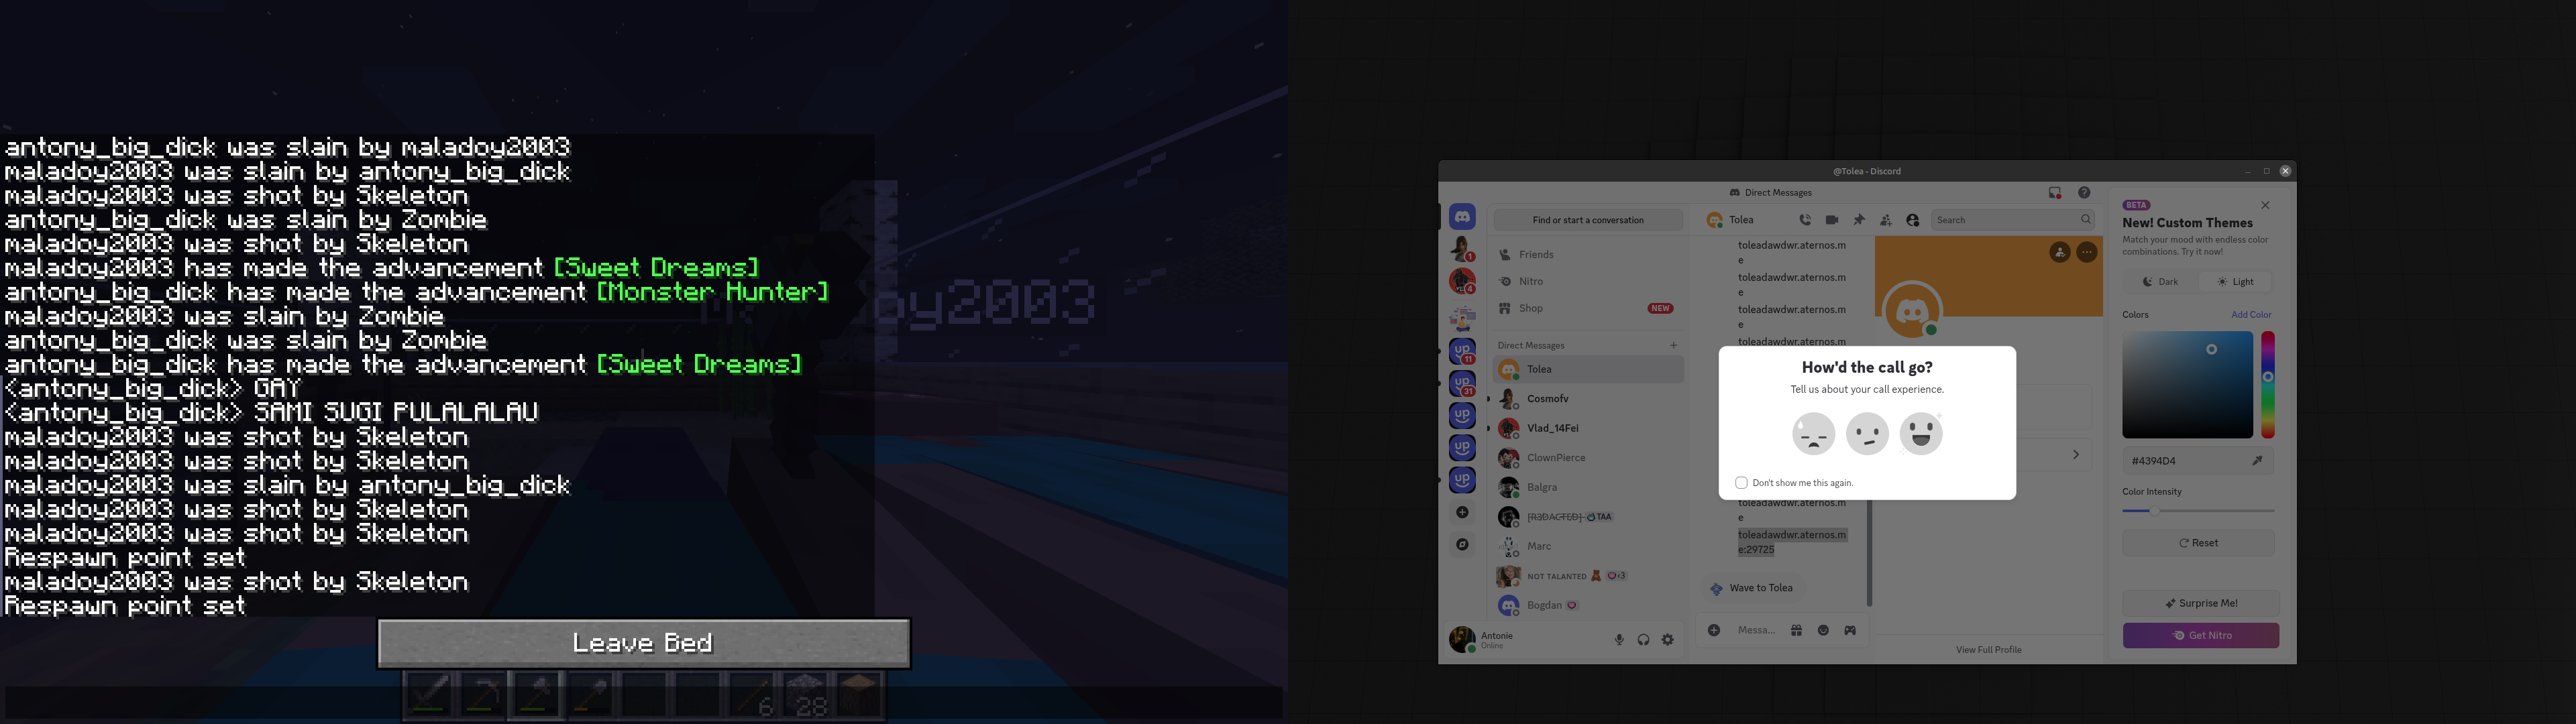 antony_big_dick was slain by maladoy2003
maladoy2003 was slain by antony_big_dick
maladoy2003 was shot by Skeleton
antony_big_dick was slain by Zombie
maladoy2003 was shot by Skeleton
maladoy2003 has made the advancement [Sweet Dreams]
antony_big_dick has made the advancement [Monster Hunter]
maladoy2003 was slain by Zombie
antony_big_dick was slain by Zombie
antony_big_dick has made the advancement [Sweet Dreams]
<antony_big_dick> GAY
<antony_big_dick> SAMI SUGI PULALALAU
maladoy2003 was shot by Skeleton
maladoy2003 was shot by Skeleton
maladoy2003 was slain by antony_big_dick
maladoy2003 was shot by Skeleton
maladoy2003 was shot by Skeleton
Respawn point set
maladoy2003 was shot by Skeleton
Respawn point set
Leave Bed
6 28
@Tolea - Discord
Direct Messages
Find or start a conversation
Friends
Nitro
Shop NEW
Direct Messages
Tolea
Cosmofv
Vlad_14Fei
ClownPierce
Balgra
[R3DACTED] TAA
Marc
NOT TALANTED <3
Bogdan
Antonie
Online
1
4
up
11
up
31
up
up
Tolea
Search
toleadawdwr.aternos.m
e
toleadawdwr.aternos.m
e
toleadawdwr.aternos.m
e
toleadawdwr.aternos.m
How'd the call go?
Tell us about your call experience.
Don't show me this again.
toleadawdwr.aternos.m
e
toleadawdwr.aternos.m
e:29725
Wave to Tolea
Messa...
View Full Profile
BETA
New! Custom Themes
Match your mood with endless color
combinations. Try it now!
Dark
Light
Colors
Add Color
#4394D4
Color Intensity
Reset
Surprise Me!
Get Nitro